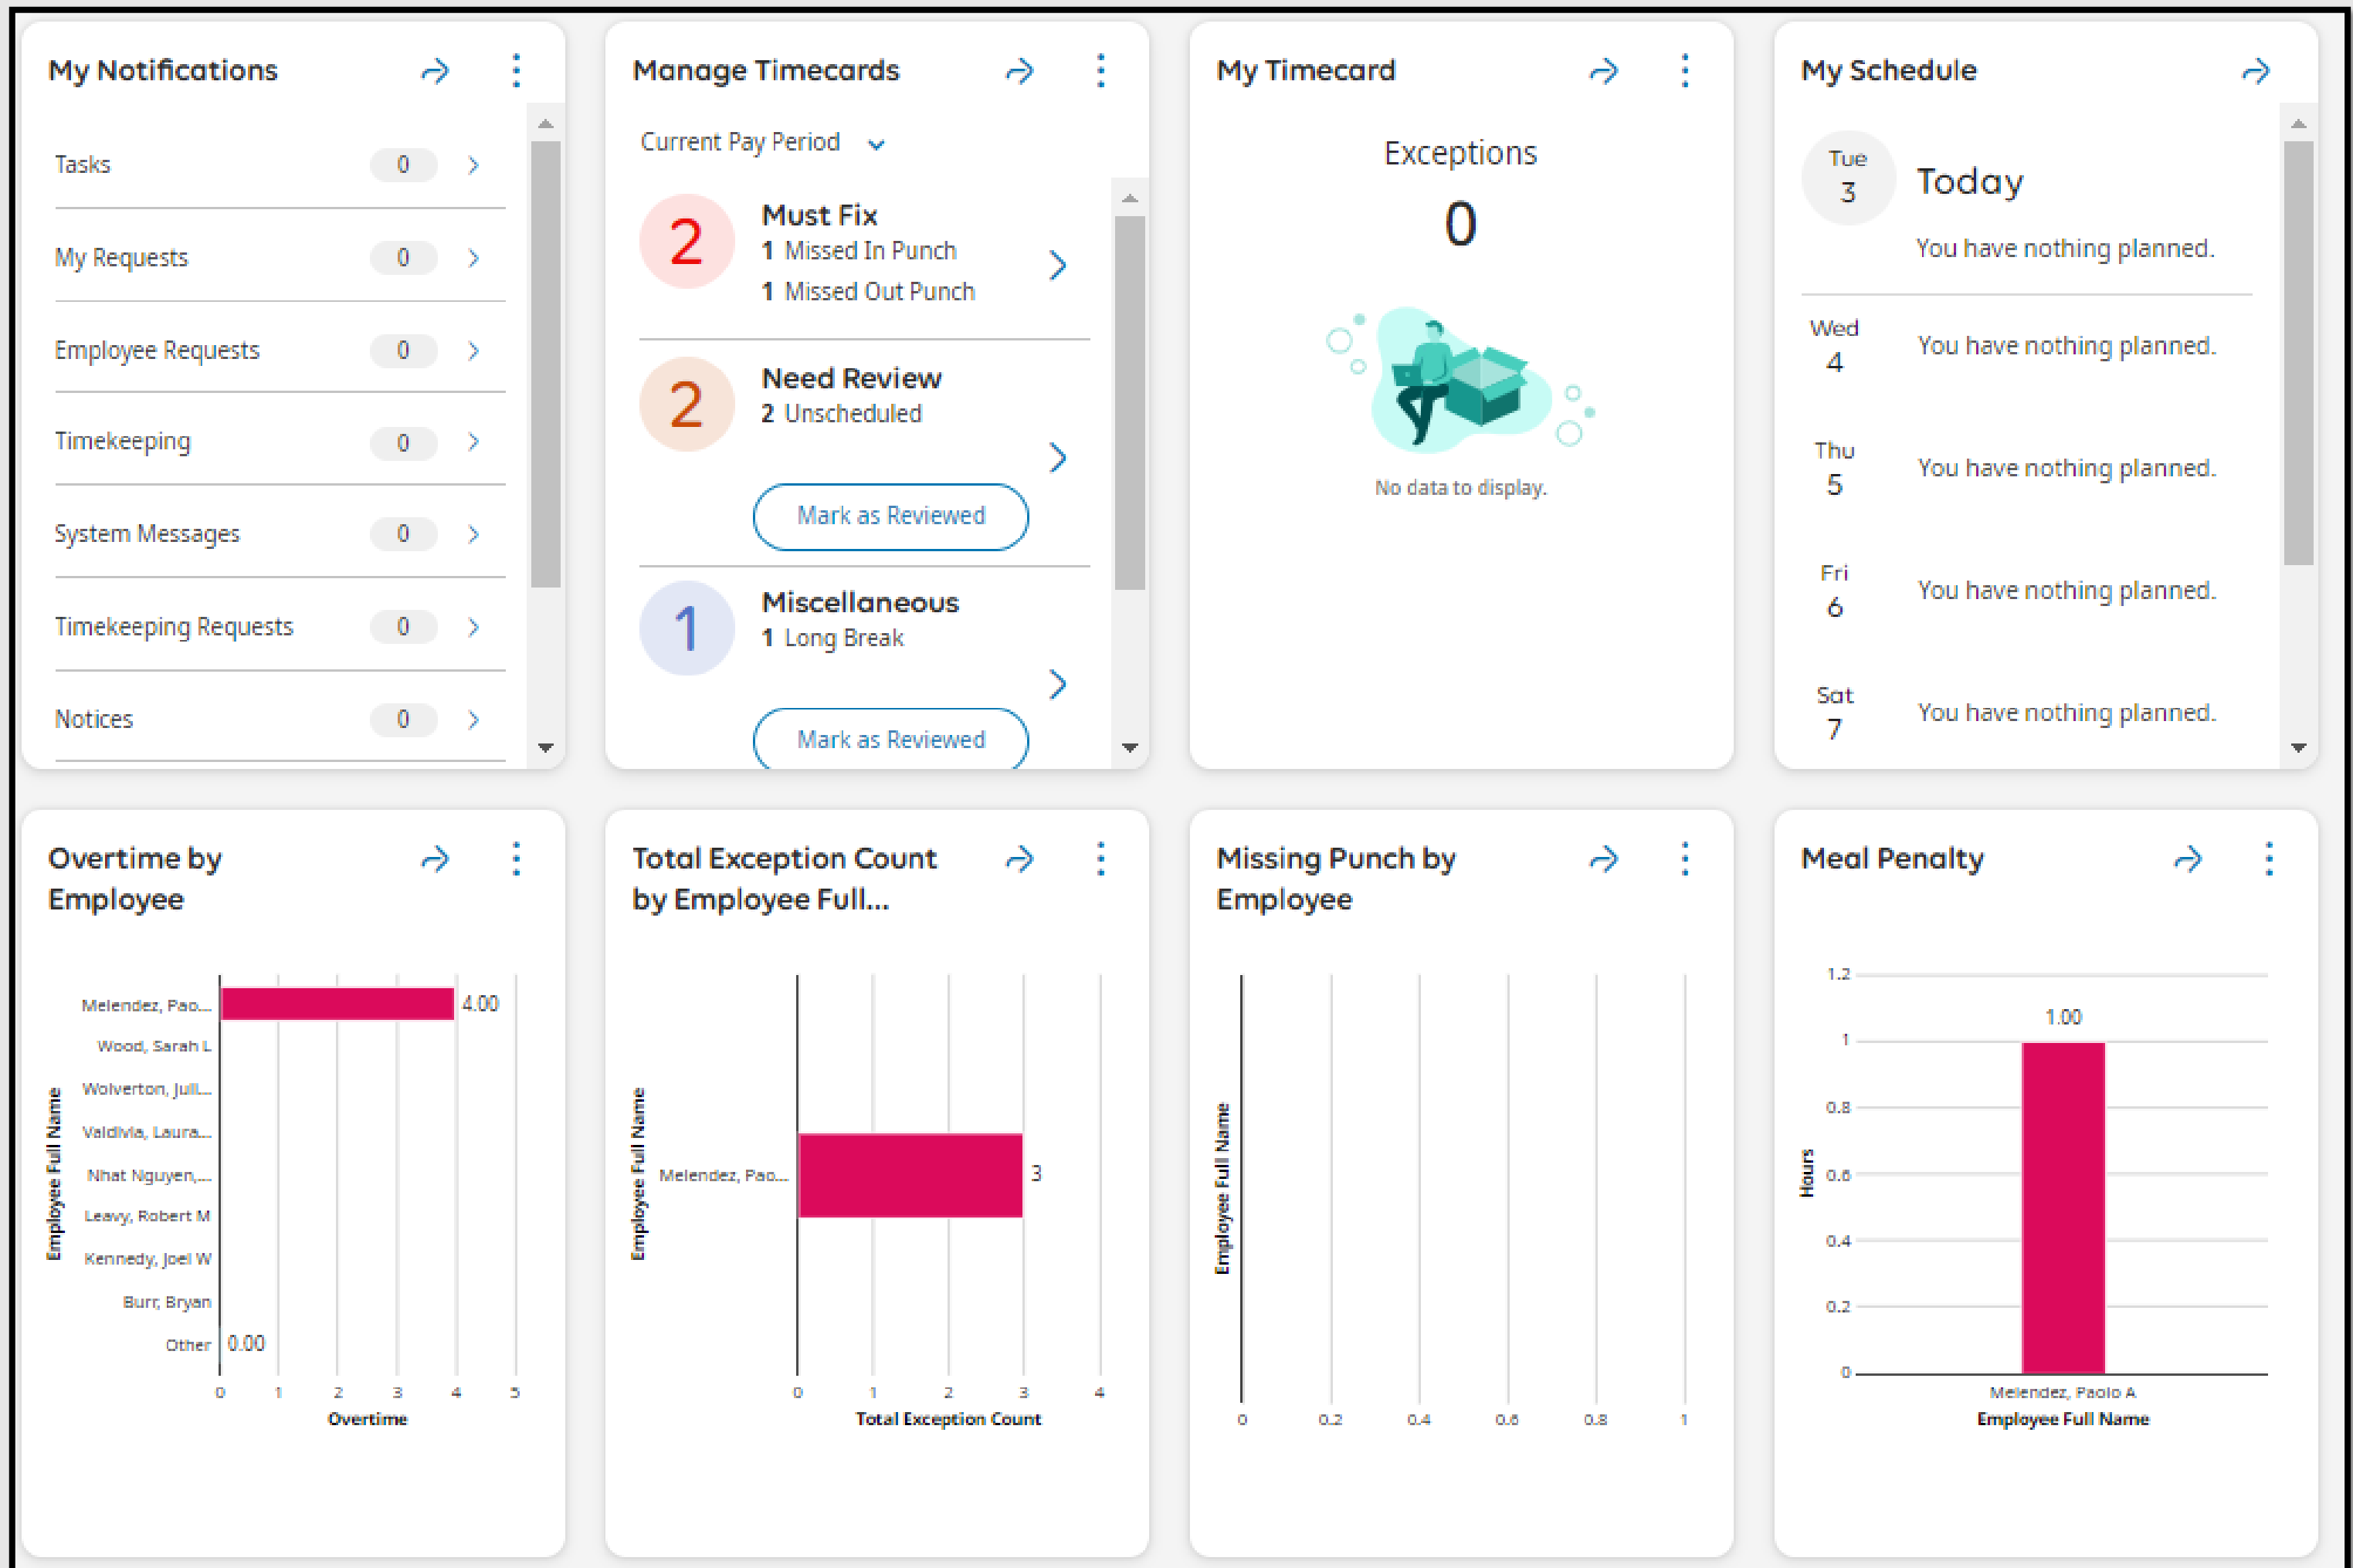 My Notifications
Tasks 0
My Requests 0
Employee Requests 0
Timekeeping 0
System Messages 0
Timekeeping Requests 0
Notices 0
Manage Timecards
Current Pay Period
2 Must Fix
1 Missed In Punch
1 Missed Out Punch
2 Need Review
2 Unscheduled
Mark as Reviewed
1 Miscellaneous
1 Long Break
Mark as Reviewed
My Timecard
Exceptions
0
No data to display.
My Schedule
Tue
3
Today
You have nothing planned.
Wed
4
You have nothing planned.
Thu
5
You have nothing planned.
Fri
6
You have nothing planned.
Sat
7
You have nothing planned.
Overtime by
Employee
Employee Full Name
Melendez, Pao... 4.00
Wood, Sarah L
Wolverton, Juli...
Valdivia, Laura...
Nhat Nguyen,...
Leavy, Robert M
Kennedy, Joel W
Burr, Bryan
Other 0.00
0 1 2 3 4 5
Overtime
Total Exception Count
by Employee Full...
Employee Full Name
Melendez, Pao... 3
0 1 2 3 4
Total Exception Count
Missing Punch by
Employee
Employee Full Name
0 0.2 0.4 0.6 0.8 1
Meal Penalty
Hours
1.2
1.00
1
0.8
0.6
0.4
0.2
0
Melendez, Paolo A
Employee Full Name